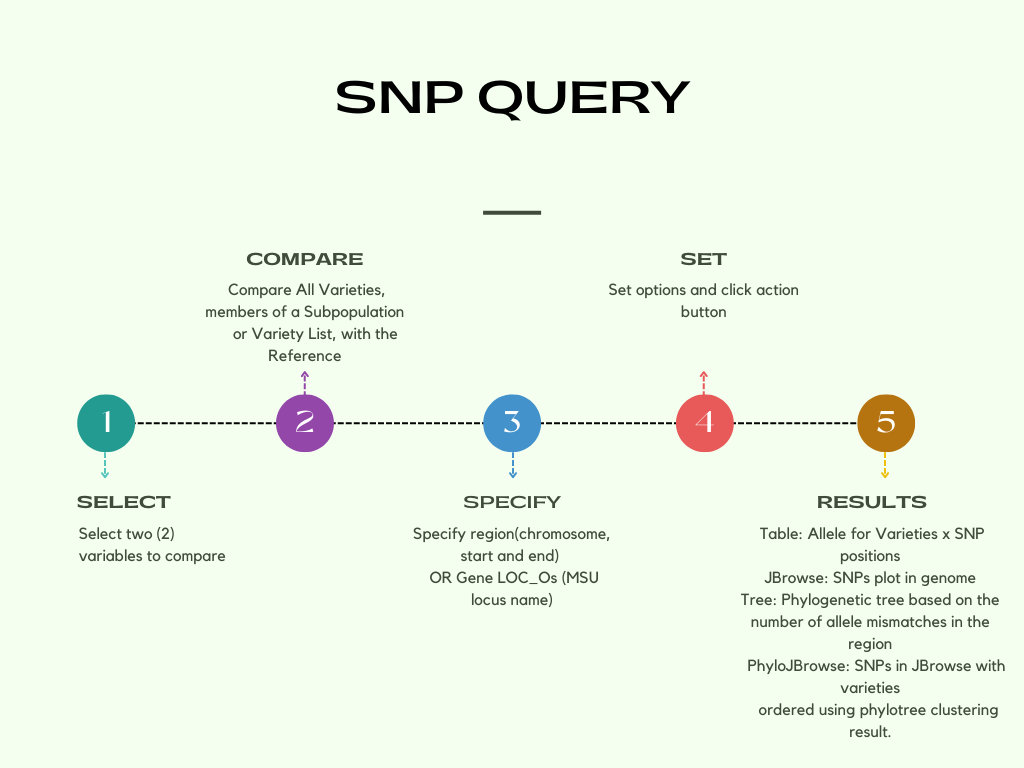 SNP QUERY
COMPARE
Compare All Varieties,
members of a Subpopulation
or Variety List, with the
Reference
SET
Set options and click action
button
1
2
3
4
5
SELECT
Select two (2)
variables to compare
SPECIFY
Specify region(chromosome,
start and end)
OR Gene LOC_Os (MSU
locus name)
RESULTS
Table: Allele for Varieties x SNP
positions
JBrowse: SNPs plot in genome
Tree: Phylogenetic tree based on the
number of allele mismatches in the
region
PhyloJBrowse: SNPs in JBrowse with
varieties
ordered using phylotree clustering
result.